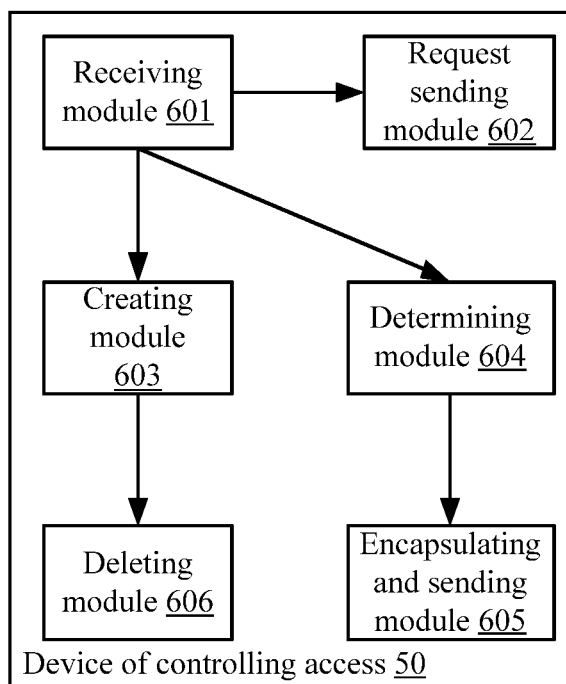 Receiving
module 601
Request
sending
module 602
Creating
module
603
Determining
module 604
Deleting
module 606
Encapsulating
and sending
module 605
Device of controlling access 50